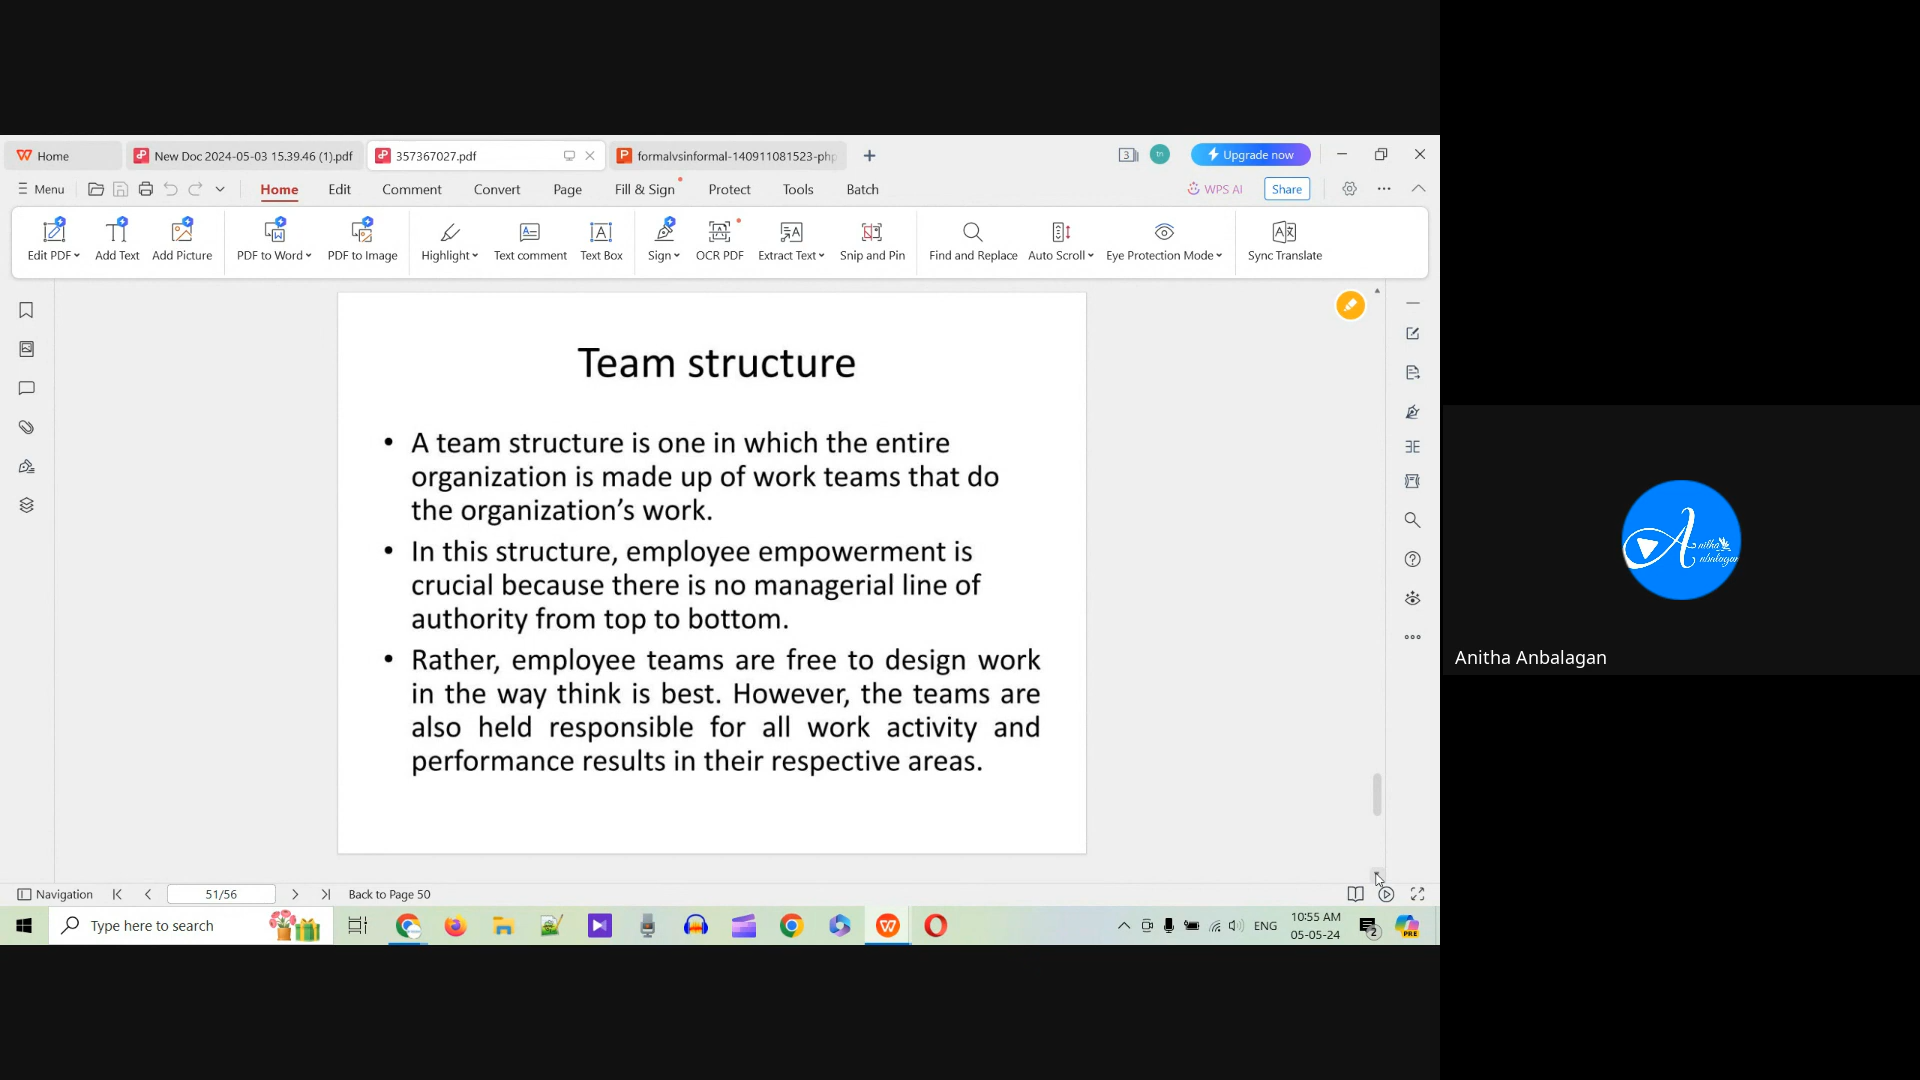 Home
New Doc 2024-05-03 15.39.46 (1).pdf
357367027.pdf
formalvsinformal-140911081523-php
3
Upgrade now
Menu
Home
Edit
Comment
Convert
Page
Fill & Sign
Protect
Tools
Batch
WPS AI
Share
Edit PDF
Add Text
Add Picture
PDF to Word
PDF to Image
Highlight
Text comment
Text Box
Sign
OCR PDF
Extract Text
Snip and Pin
Find and Replace
Auto Scroll
Eye Protection Mode
Sync Translate
Team structure
• A team structure is one in which the entire
organization is made up of work teams that do
the organization’s work.
• In this structure, employee empowerment is
crucial because there is no managerial line of
authority from top to bottom.
• Rather, employee teams are free to design work
in the way think is best. However, the teams are
also held responsible for all work activity and
performance results in their respective areas.
Anitha Anbalagan
Navigation
51/56
Back to Page 50
Type here to search
ENG
10:55 AM
05-05-24
2
PRE